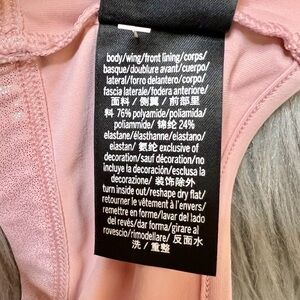 body/wing/front lining/corps/
basque/doublure avant/cuerpo/
lateral/forro delantero/corpo/
fascia laterale/fodera anteriore/
面料 / 侧翼 / 前部里
料 76% polyamide/poliamida/
poliammide/ 锦纶 24%
elastane/élasthanne/elastano/
elastan/ 氨纶 exclusive of
decoration/sauf décoration/no
incluye la decoración/esclusa la
decorazione/ 装饰除外
turn inside out/reshape dry flat/
retourner le vêtement à l'envers/
remettre en forme/lavar del lado
del revés/dar forma/girare al
rovescio/rimodellare/ 反面水
洗 / 重整